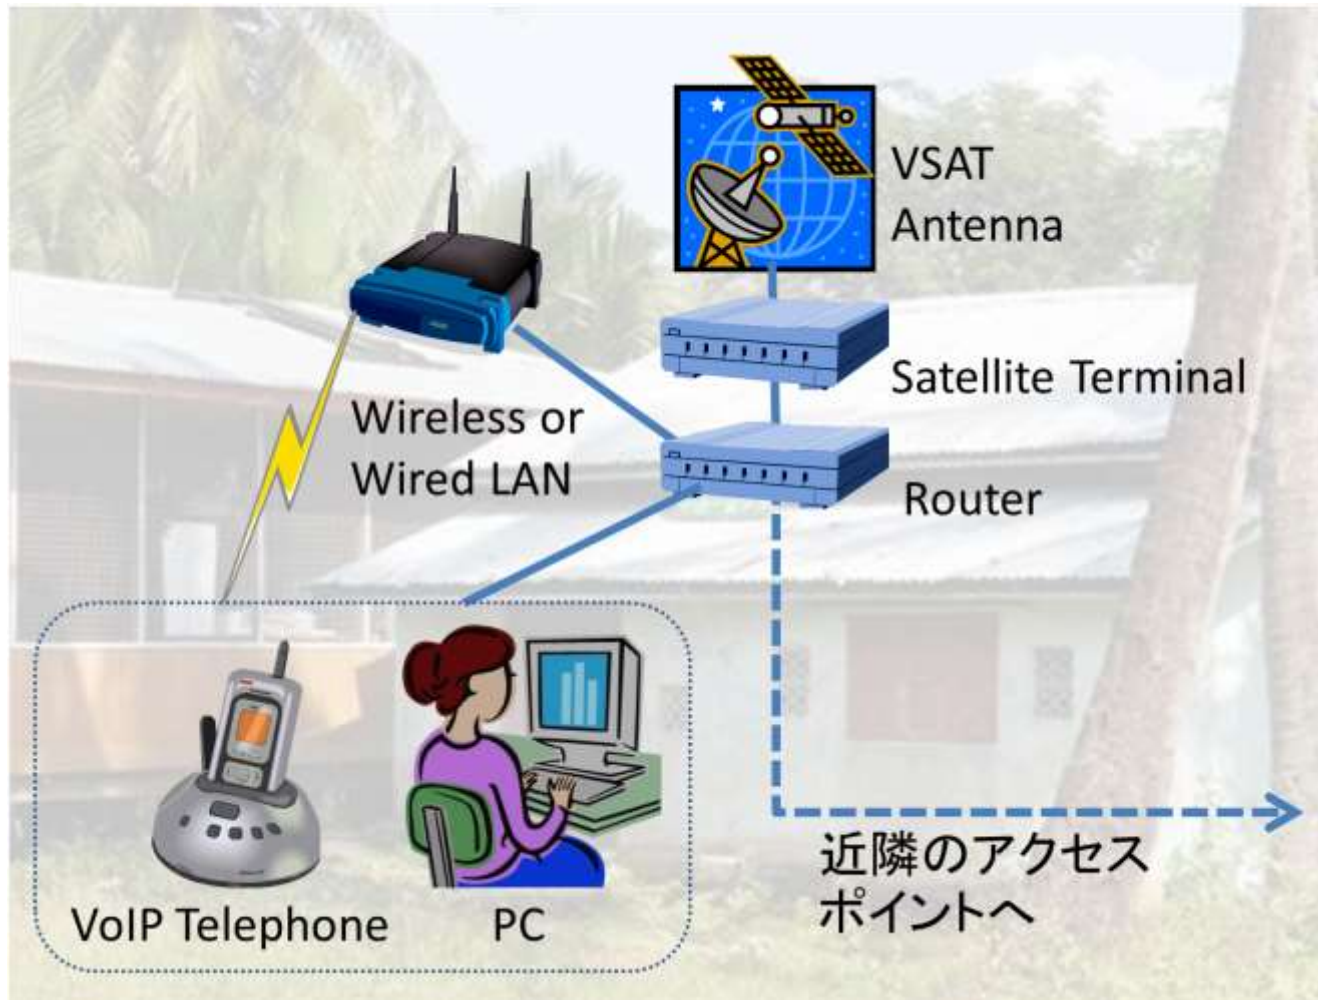 VSAT
Antenna
Satellite Terminal
Wireless or
Wired LAN
Router
近隣のアクセス
ポイントへ
VoIP Telephone
PC